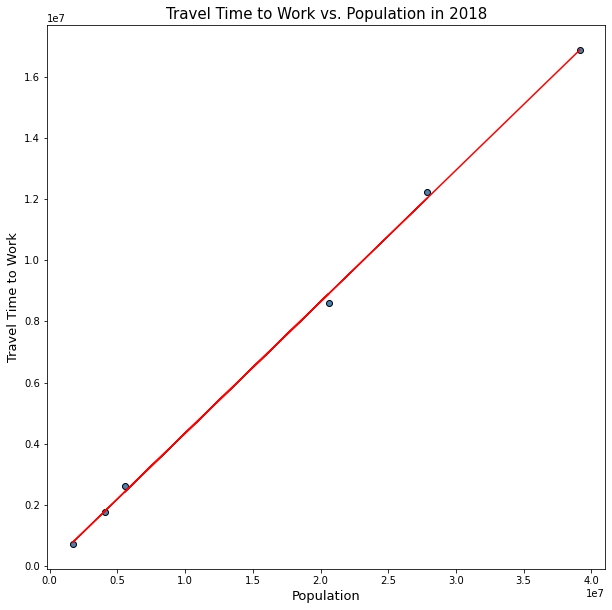 Travel Time to Work vs. Population in 2018
1e7
1.6
1.4
1.2
1.0
0.8
0.6
0.4
0.2
0.0
Travel Time to Work
0.0 0.5 1.0 1.5 2.0 2.5 3.0 3.5 4.0
1e7
Population